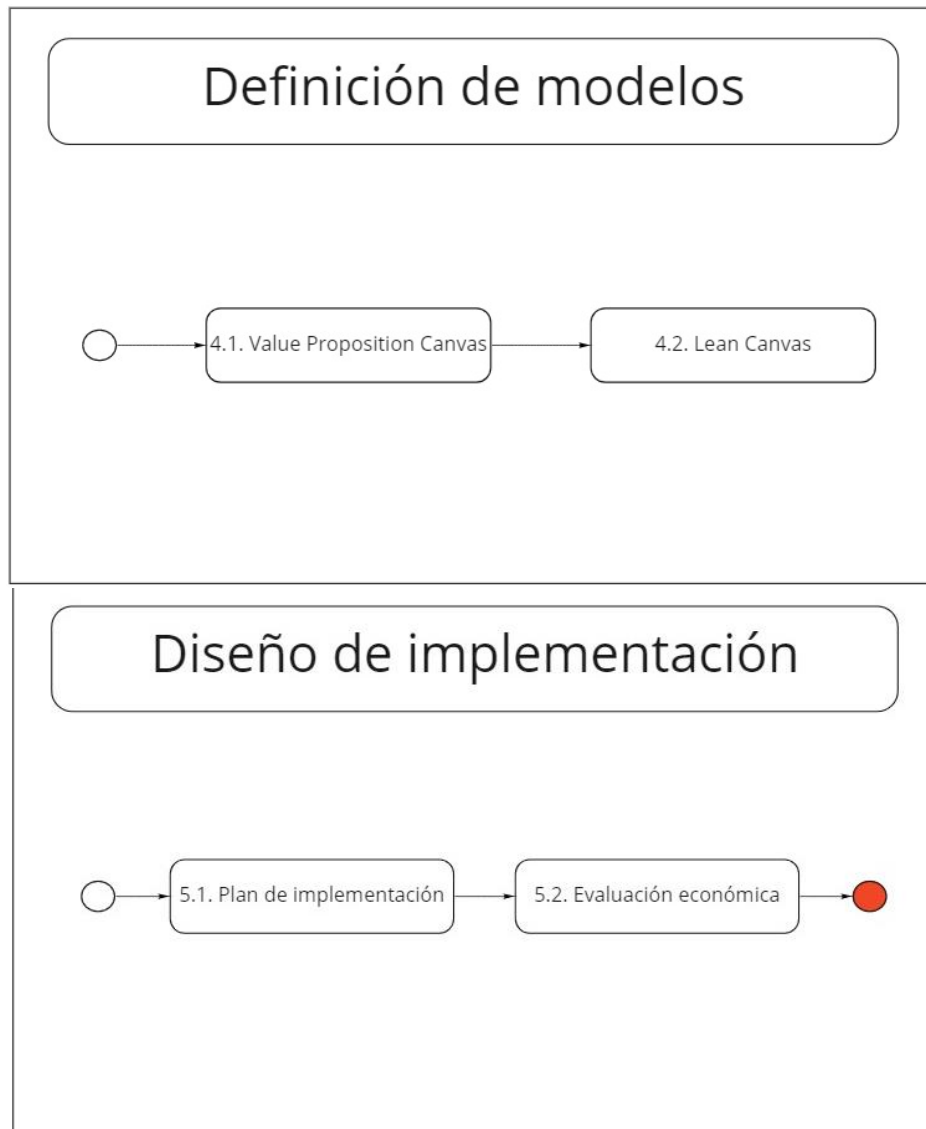 Definición de modelos
4.1. Value Proposition Canvas
4.2. Lean Canvas
Diseño de implementación
5.1. Plan de implementación
5.2. Evaluación económica